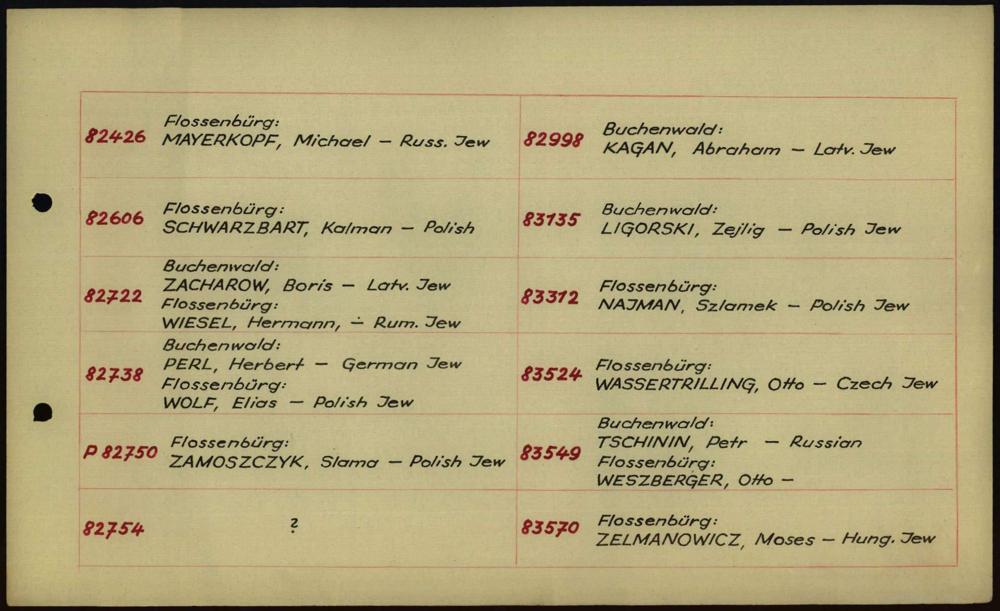 82426 Flossenbürg:
MAYERKOPF, Michael – Russ. Jew
82606 Flossenbürg:
SCHWARZBART, Kalman – Polish
82722 Buchenwald:
ZACHAROW, Boris – Latv. Jew
Flossenbürg:
WIESEL, Hermann, – Rum. Jew
82738 Buchenwald:
PERL, Herbert – German Jew
Flossenbürg:
WOLF, Elias – Polish Jew
P 82750 Flossenbürg:
ZAMOSZCZYK, Slama – Polish Jew
82754 ?
82998 Buchenwald:
KAGAN, Abraham – Latv. Jew
83135 Buchenwald:
LIGORSKI, Zejlig – Polish Jew
83312 Flossenbürg:
NAJMAN, Szlamek – Polish Jew
83524 Flossenbürg:
WASSERTRILLING, Otto – Czech Jew
83549 Buchenwald:
TSCHININ, Petr – Russian
Flossenbürg:
WESZBERGER, Otto –
83570 Flossenbürg:
ZELMANOWICZ, Moses – Hung. Jew